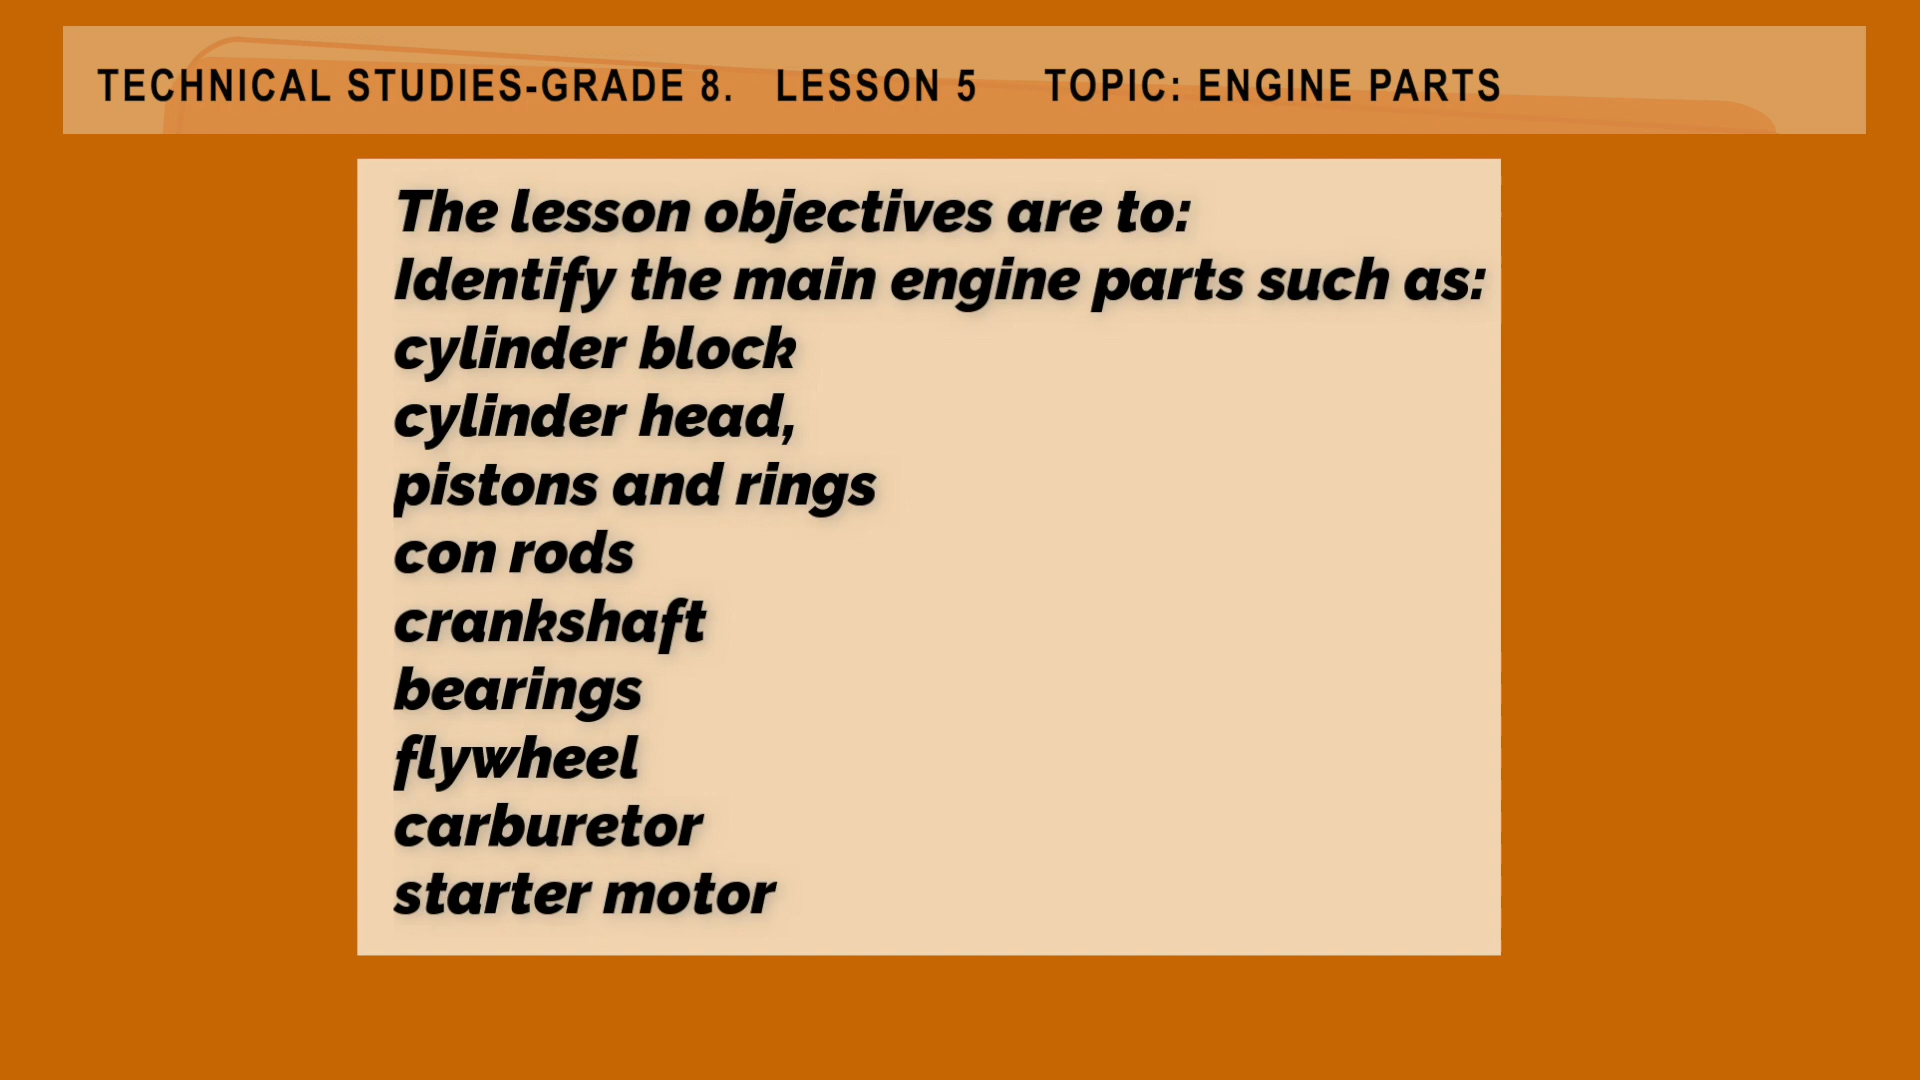 TECHNICAL STUDIES-GRADE 8. LESSON 5 TOPIC: ENGINE PARTS
The lesson objectives are to:
Identify the main engine parts such as:
cylinder block
cylinder head,
pistons and rings
con rods
crankshaft
bearings
flywheel
carburetor
starter motor